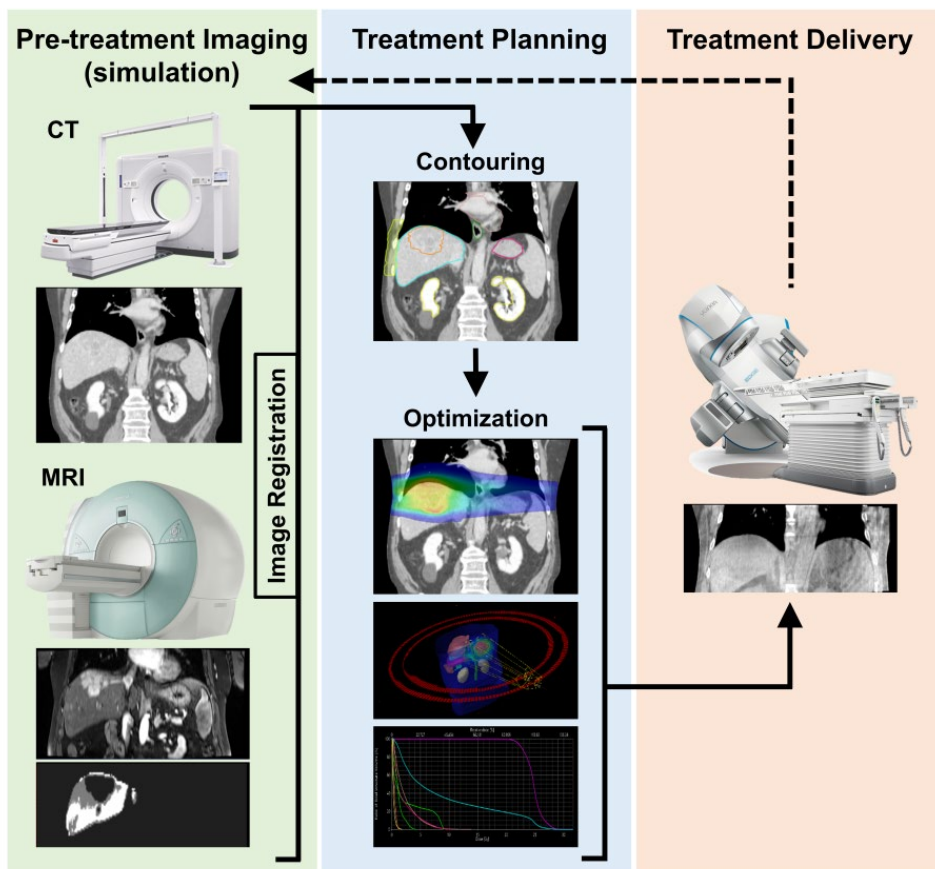 Pre-treatment Imaging
(simulation)
Treatment Planning
Treatment Delivery
CT
Contouring
Image Registration
Optimization
MRI